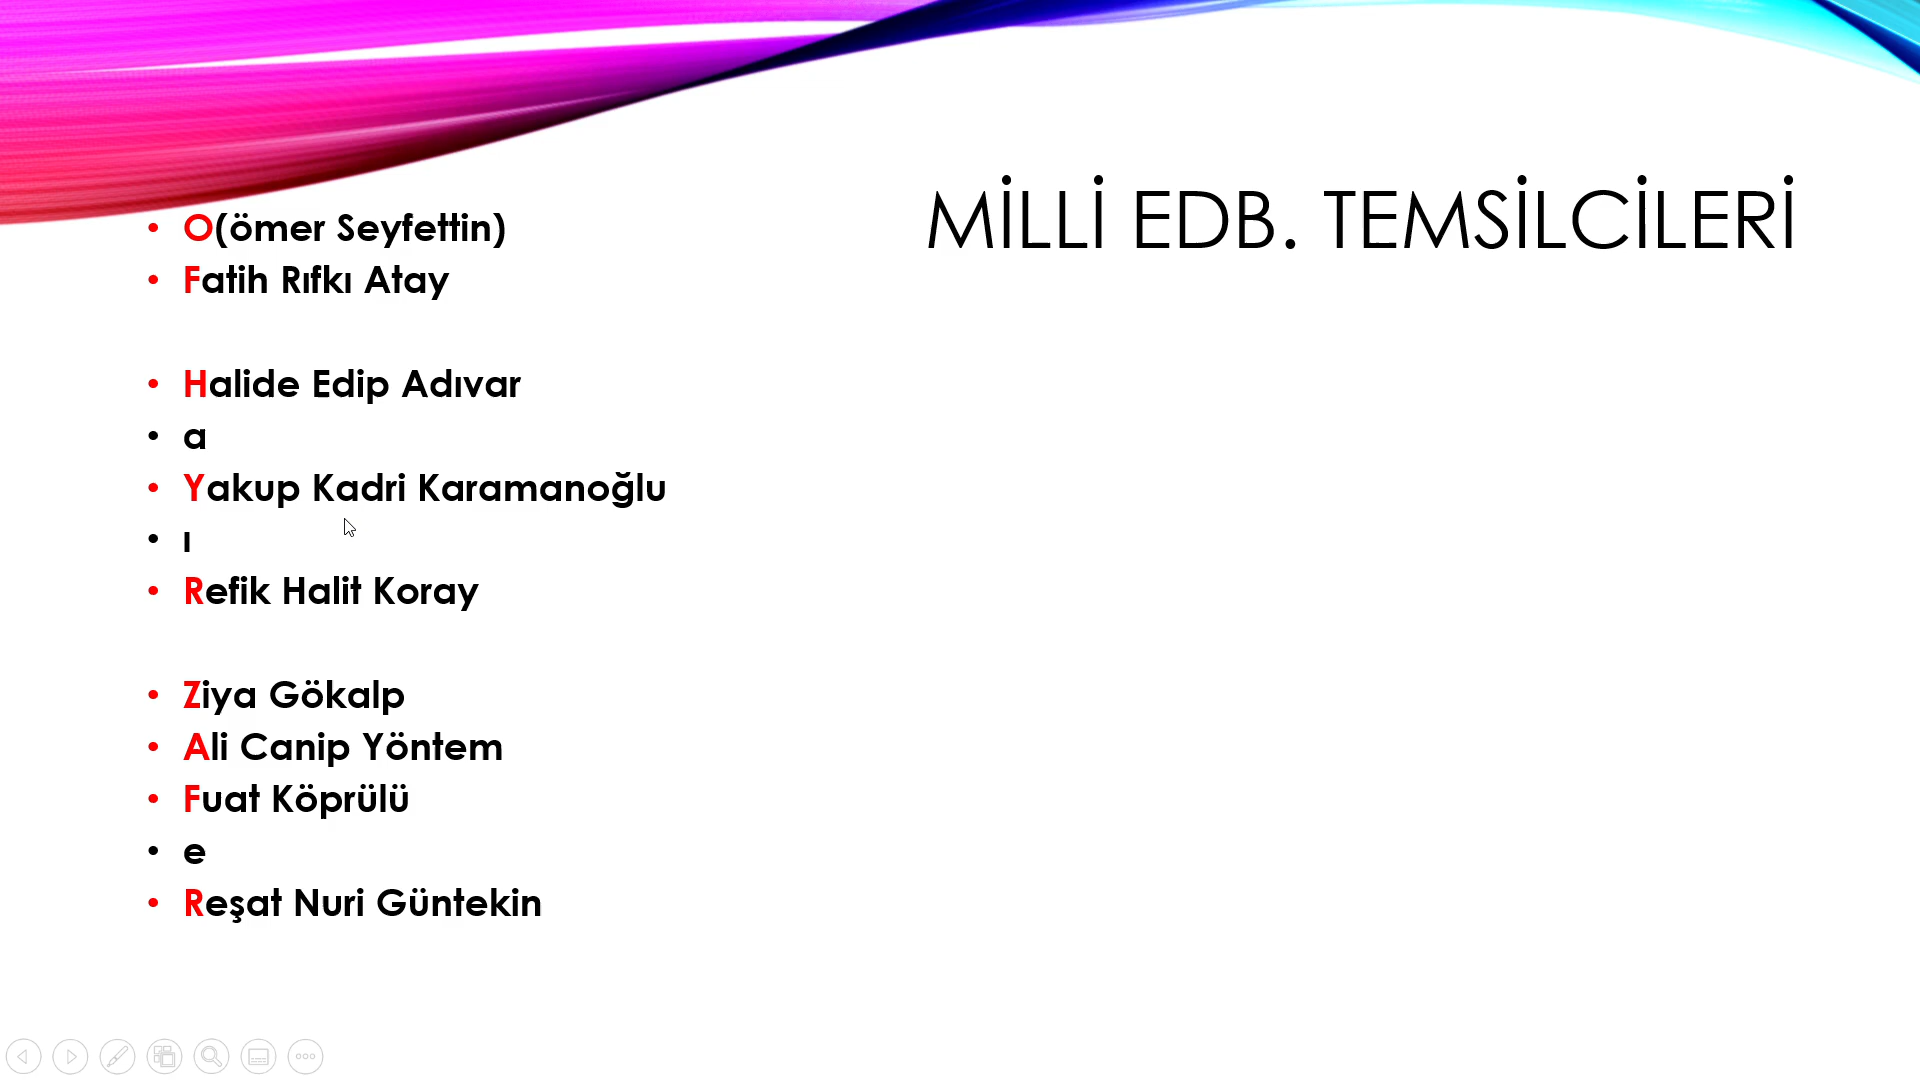 MİLLİ EDB. TEMSİLCİLERİ
• O(ömer Seyfettin)
• Fatih Rıfkı Atay
• Halide Edip Adıvar
• a
• Yakup Kadri Karamanoğlu
• ı
• Refik Halit Koray
• Ziya Gökalp
• Ali Canip Yöntem
• Fuat Köprülü
• e
• Reşat Nuri Güntekin